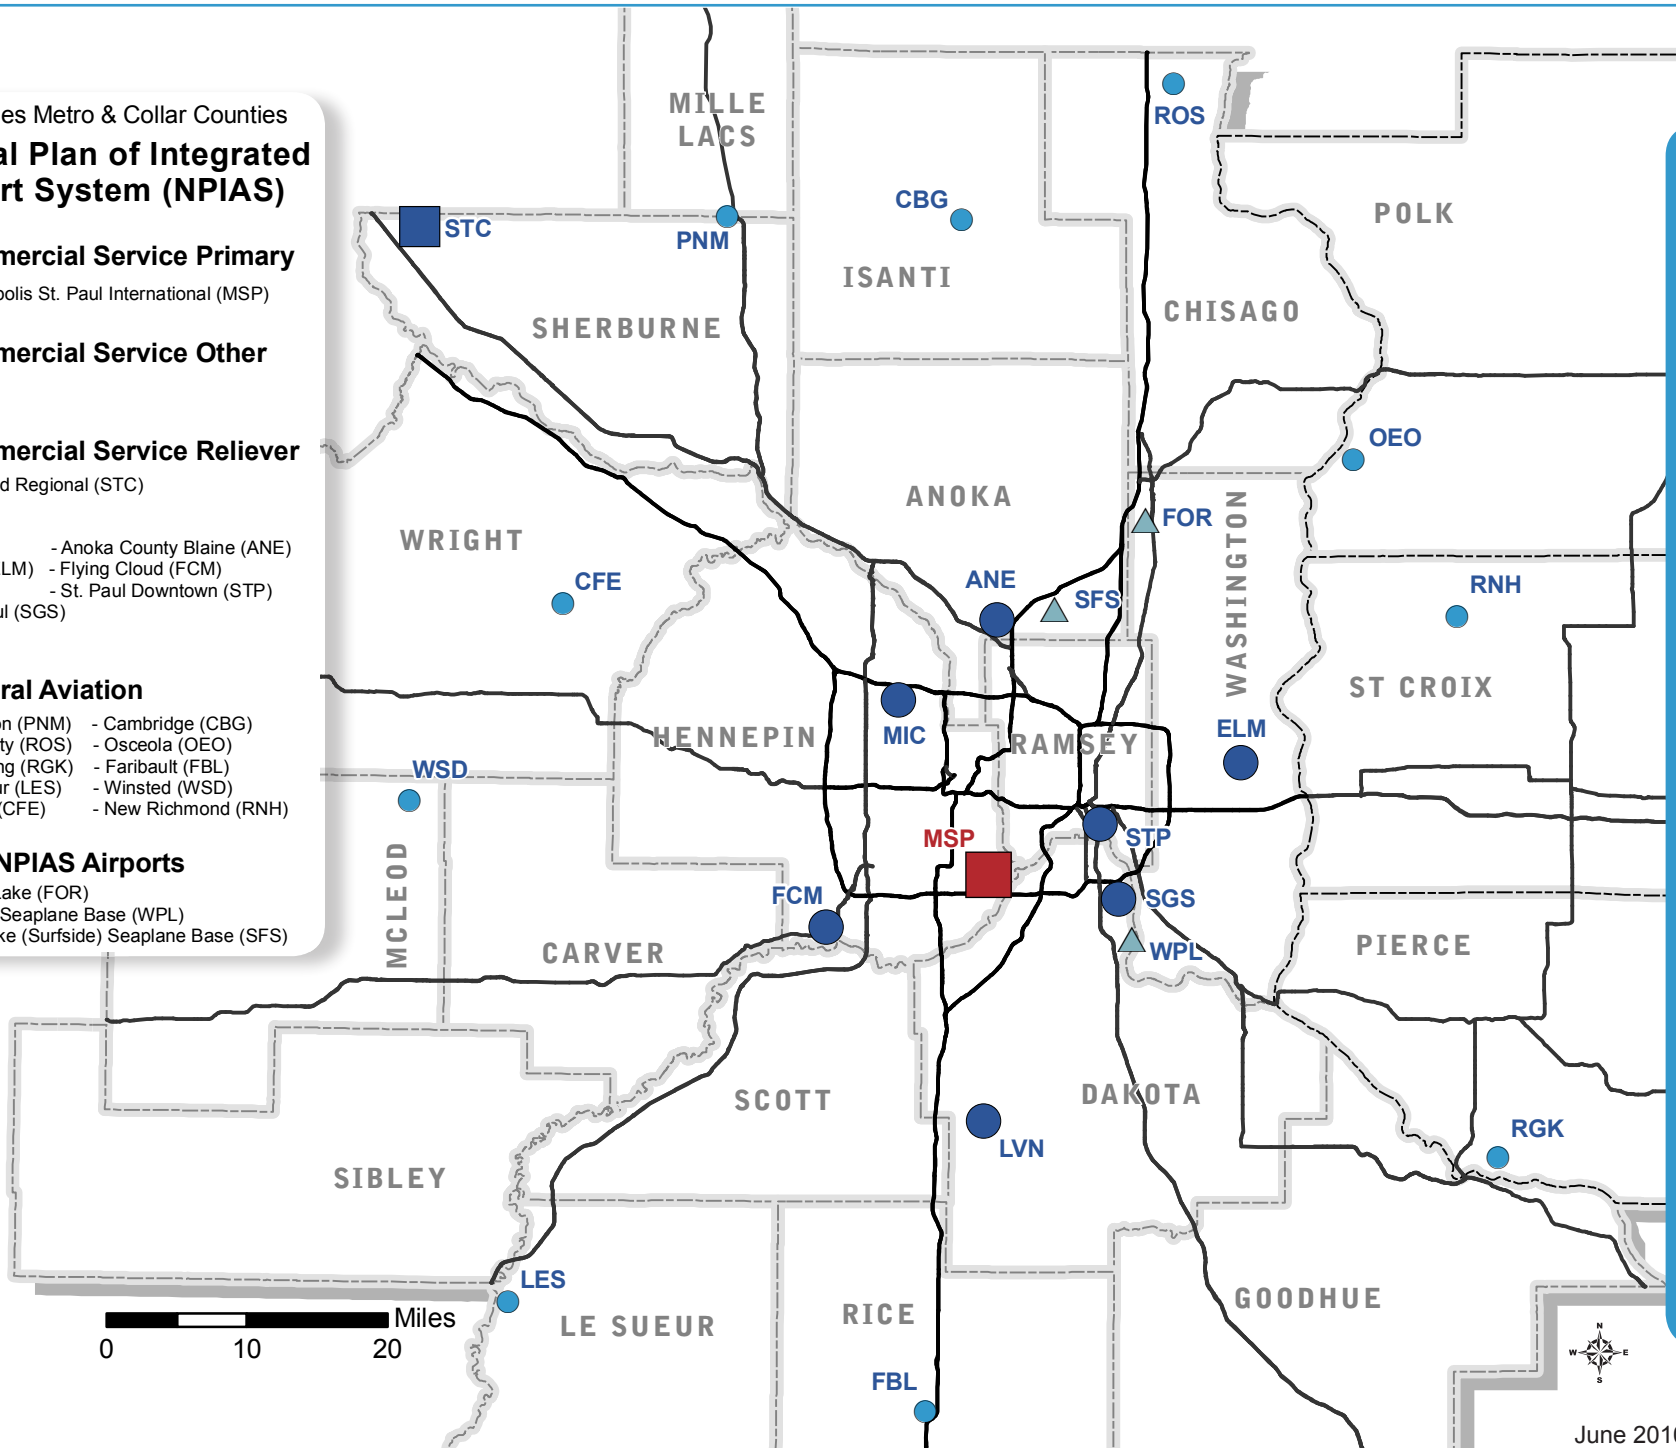 es Metro & Collar Counties
al Plan of Integrated
rt System (NPIAS)
mercial Service Primary
polis St. Paul International (MSP)
mercial Service Other
mercial Service Reliever
d Regional (STC)
- Anoka County Blaine (ANE)
LM) - Flying Cloud (FCM)
- St. Paul Downtown (STP)
ul (SGS)
ral Aviation
on (PNM) - Cambridge (CBG)
ty (ROS) - Osceola (OEO)
ng (RGK) - Faribault (FBL)
ur (LES) - Winsted (WSD)
(CFE) - New Richmond (RNH)
NPIAS Airports
Lake (FOR)
Seaplane Base (WPL)
ke (Surfside) Seaplane Base (SFS)
MILLE
LACS
ROS
CBG
STC
PNM
POLK
ISANTI
CHISAGO
SHERBURNE
OEO
ANOKA
WASHINGTON
FOR
WRIGHT
CFE
ANE
SFS
RNH
ST CROIX
HENNEPIN
MIC
RAMSEY
ELM
WSD
MSP
STP
MCLEOD
FCM
SGS
CARVER
WPL
PIERCE
SCOTT
DAKOTA
LVN
RGK
SIBLEY
LES
LE SUEUR
RICE
GOODHUE
Miles
0 10 20
FBL
N
W E
S
June 201